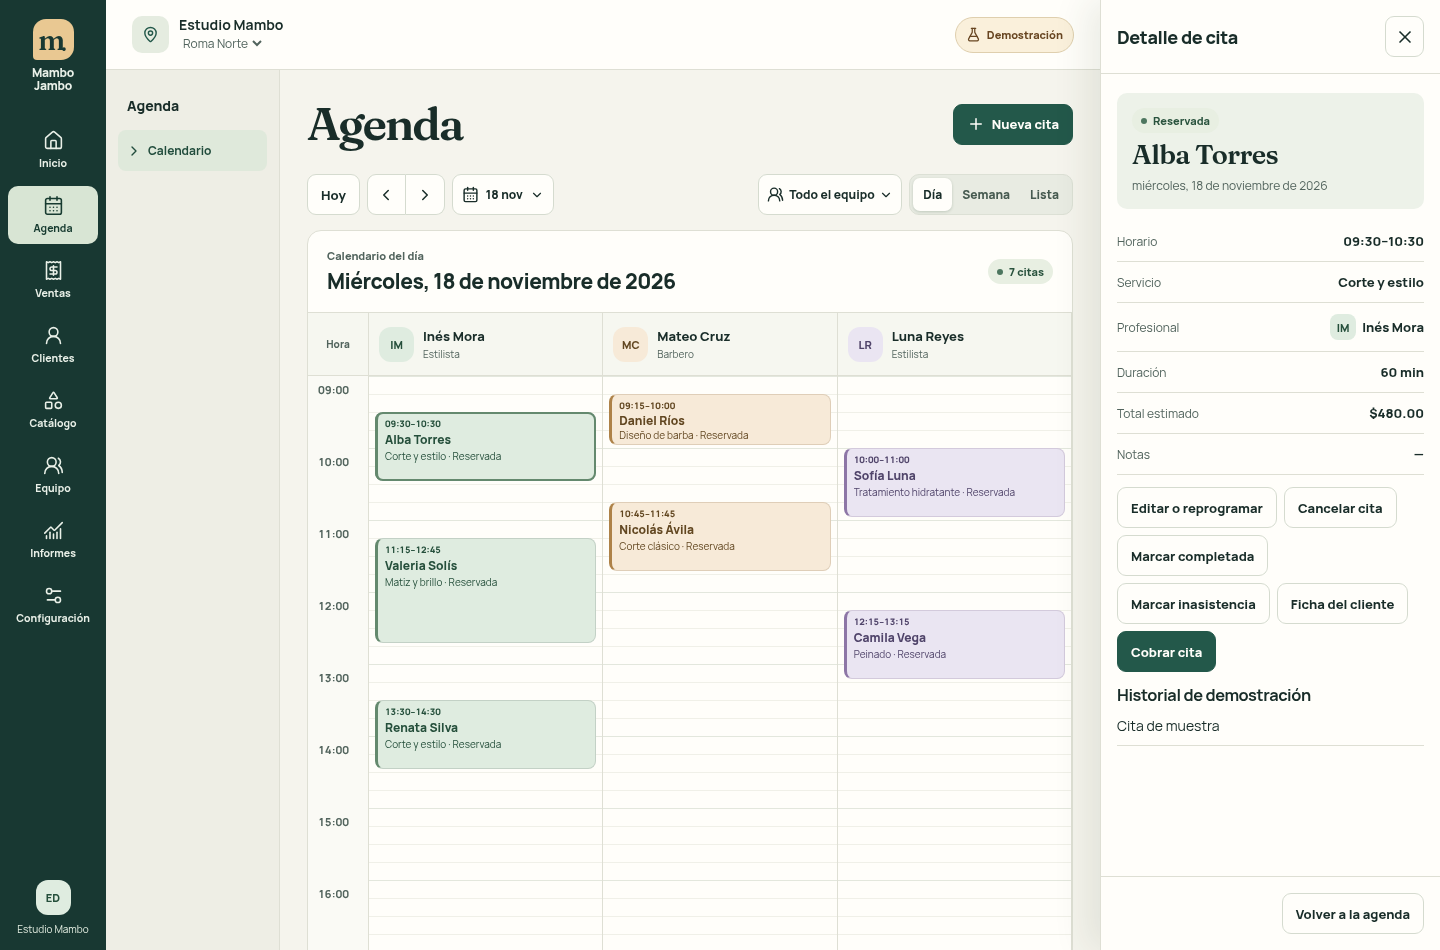 m.
Mambo
Jambo
Inicio
Agenda
Ventas
Clientes
Catálogo
Equipo
Informes
Configuración
ED
Estudio Mambo
Estudio Mambo
Roma Norte
Demostración
Agenda
Calendario
Agenda
Nueva cita
Hoy
18 nov
Todo el equipo
Día
Semana
Lista
Calendario del día
Miércoles, 18 de noviembre de 2026
7 citas
Hora
IM
Inés Mora
Estilista
MC
Mateo Cruz
Barbero
LR
Luna Reyes
Estilista
09:00
10:00
11:00
12:00
13:00
14:00
15:00
16:00
09:30–10:30
Alba Torres
Corte y estilo · Reservada
11:15–12:45
Valeria Solís
Matiz y brillo · Reservada
13:30–14:30
Renata Silva
Corte y estilo · Reservada
09:15–10:00
Daniel Ríos
Diseño de barba · Reservada
10:45–11:45
Nicolás Ávila
Corte clásico · Reservada
10:00–11:00
Sofía Luna
Tratamiento hidratante · Reservada
12:15–13:15
Camila Vega
Peinado · Reservada
Detalle de cita
Reservada
Alba Torres
miércoles, 18 de noviembre de 2026
Horario 09:30–10:30
Servicio Corte y estilo
Profesional IM Inés Mora
Duración 60 min
Total estimado $480.00
Notas —
Editar o reprogramar
Cancelar cita
Marcar completada
Marcar inasistencia
Ficha del cliente
Cobrar cita
Historial de demostración
Cita de muestra
Volver a la agenda